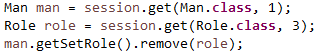 Man man = session.get(Man.class, 1);
Role role = session.get(Role.class, 3);
man.getSetRole().remove(role);